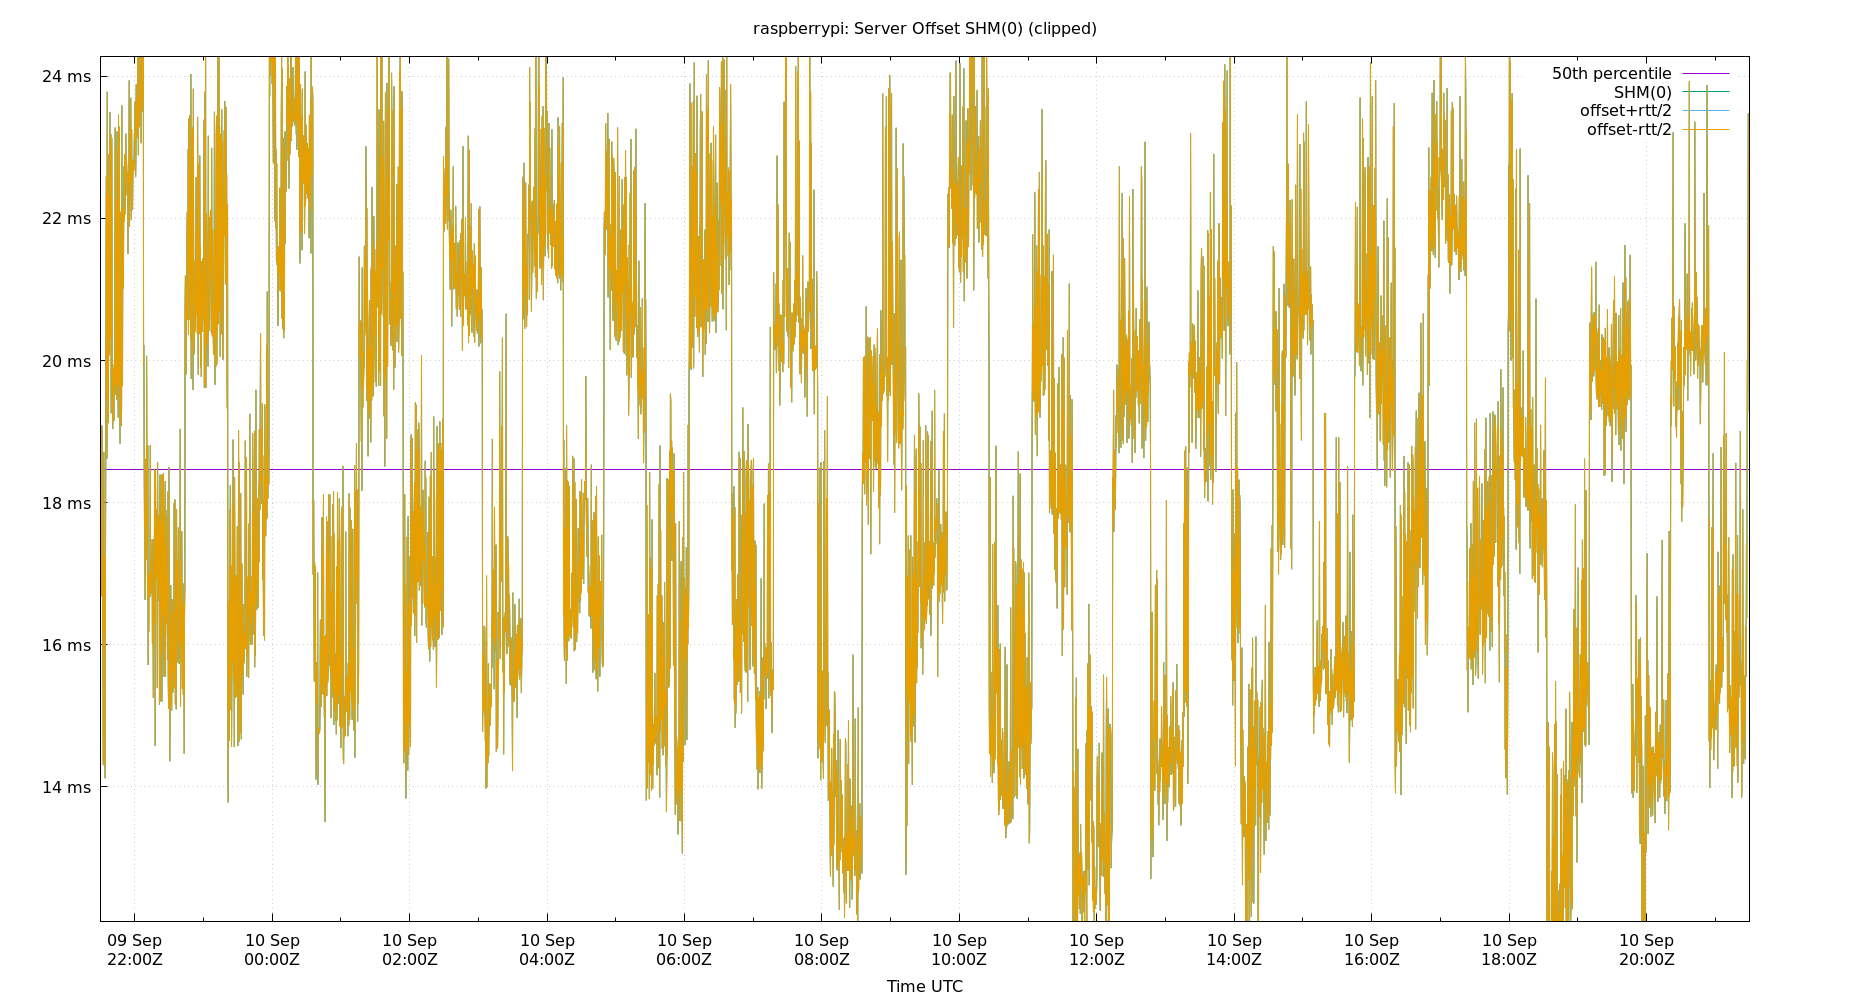 raspberrypi: Server Offset SHM(0) (clipped)
24 ms
22 ms
20 ms
18 ms
16 ms
14 ms
50th percentile
SHM(0)
offset+rtt/2
offset-rtt/2
09 Sep 10 Sep 10 Sep 10 Sep 10 Sep 10 Sep 10 Sep 10 Sep 10 Sep 10 Sep 10 Sep 10 Sep
22:00Z 00:00Z 02:00Z 04:00Z 06:00Z 08:00Z 10:00Z 12:00Z 14:00Z 16:00Z 18:00Z 20:00Z
Time UTC